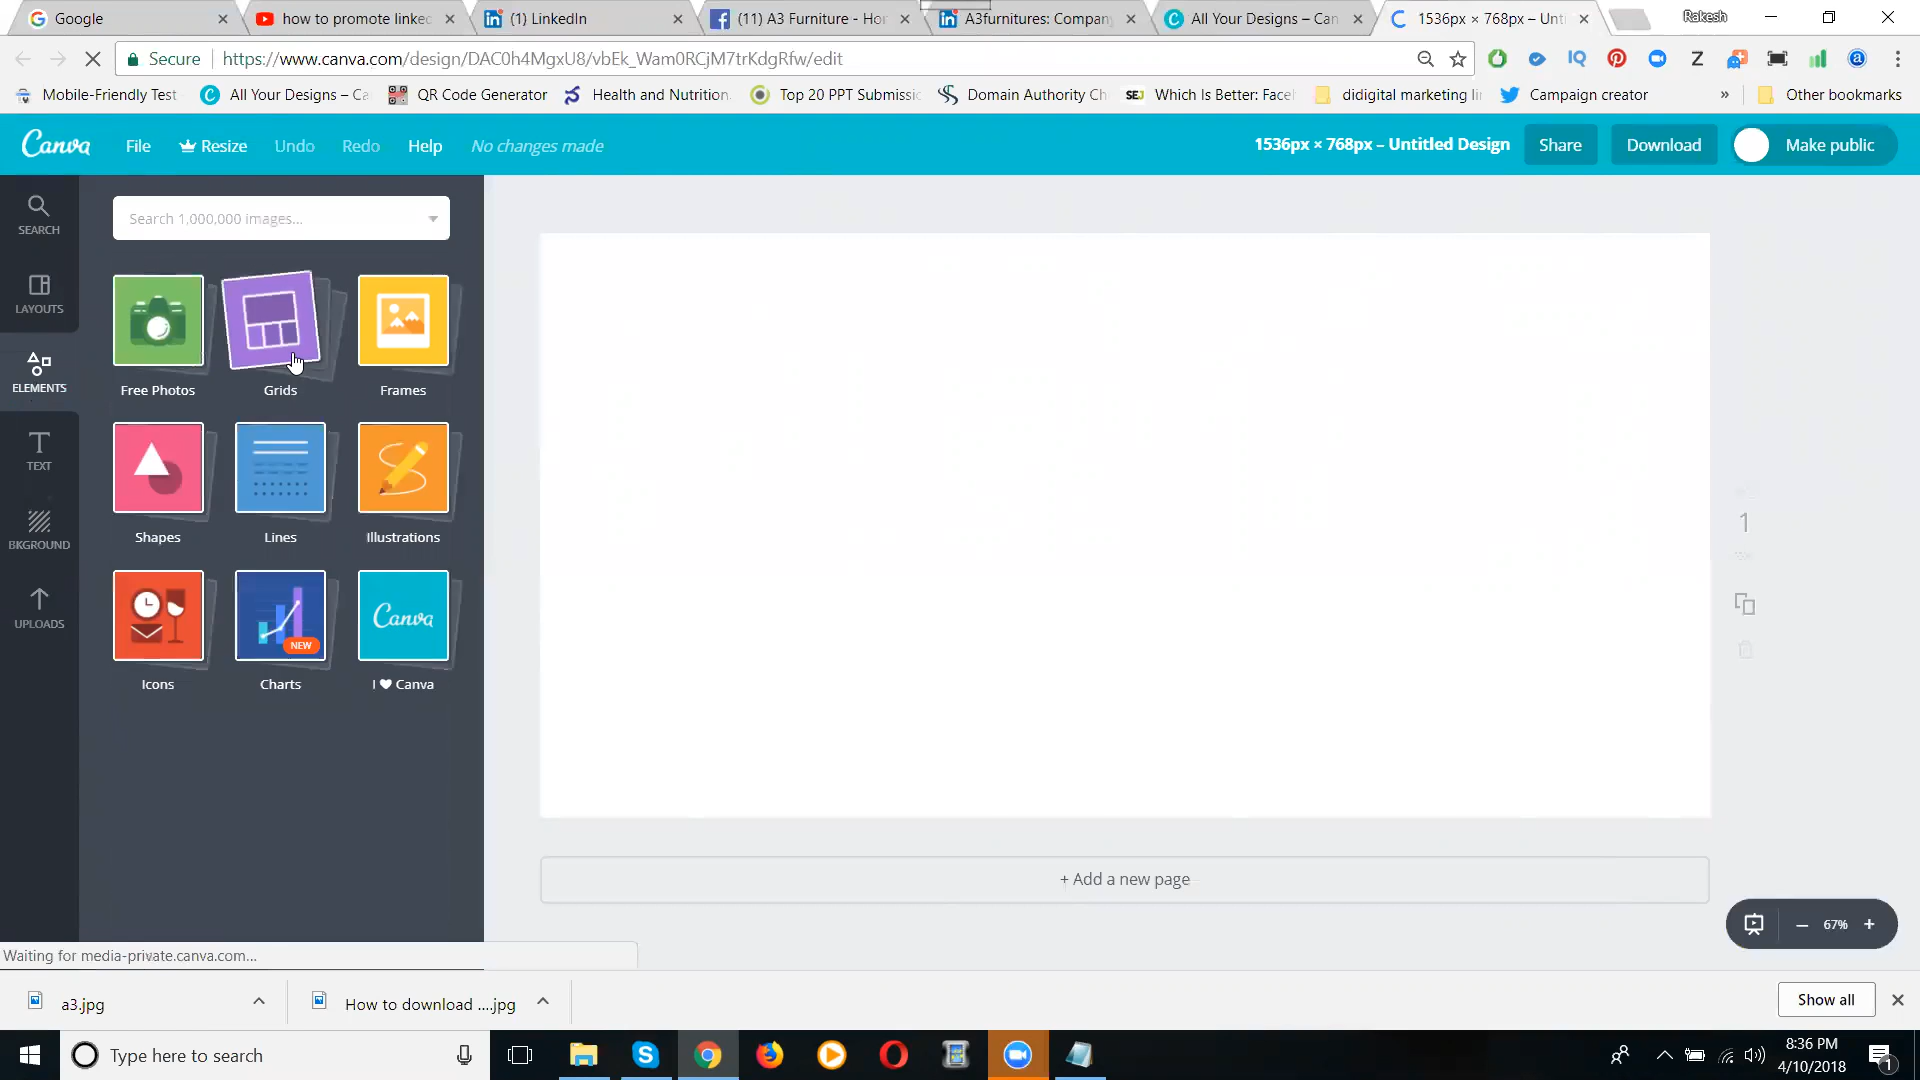 Google
how to promote linke
(1) LinkedIn
(11) A3 Furniture - Ho
A3furnitures: Company
All Your Designs – Can
1536px × 768px – Unti
Rakesh
Secure
https://www.canva.com/design/DAC0h4MgxU8/vbEk_Wam0RCjM7trKdgRfw/edit
Mobile-Friendly Test
All Your Designs – Ca
QR Code Generator
Health and Nutrition
Top 20 PPT Submissic
Domain Authority Ch
Which Is Better: Face
didigital marketing li
Campaign creator
»
Other bookmarks
Canva
File
Resize
Undo
Redo
Help
No changes made
1536px × 768px – Untitled Design
Share
Download
Make public
SEARCH
LAYOUTS
ELEMENTS
TEXT
BKGROUND
UPLOADS
Search 1,000,000 images...
Free Photos
Grids
Frames
Shapes
Lines
Illustrations
Canva
NEW
Icons
Charts
I ♥ Canva
1
+ Add a new page
67%
Waiting for media-private.canva.com...
a3.jpg
How to download ....jpg
Show all
Type here to search
8:36 PM
4/10/2018
1